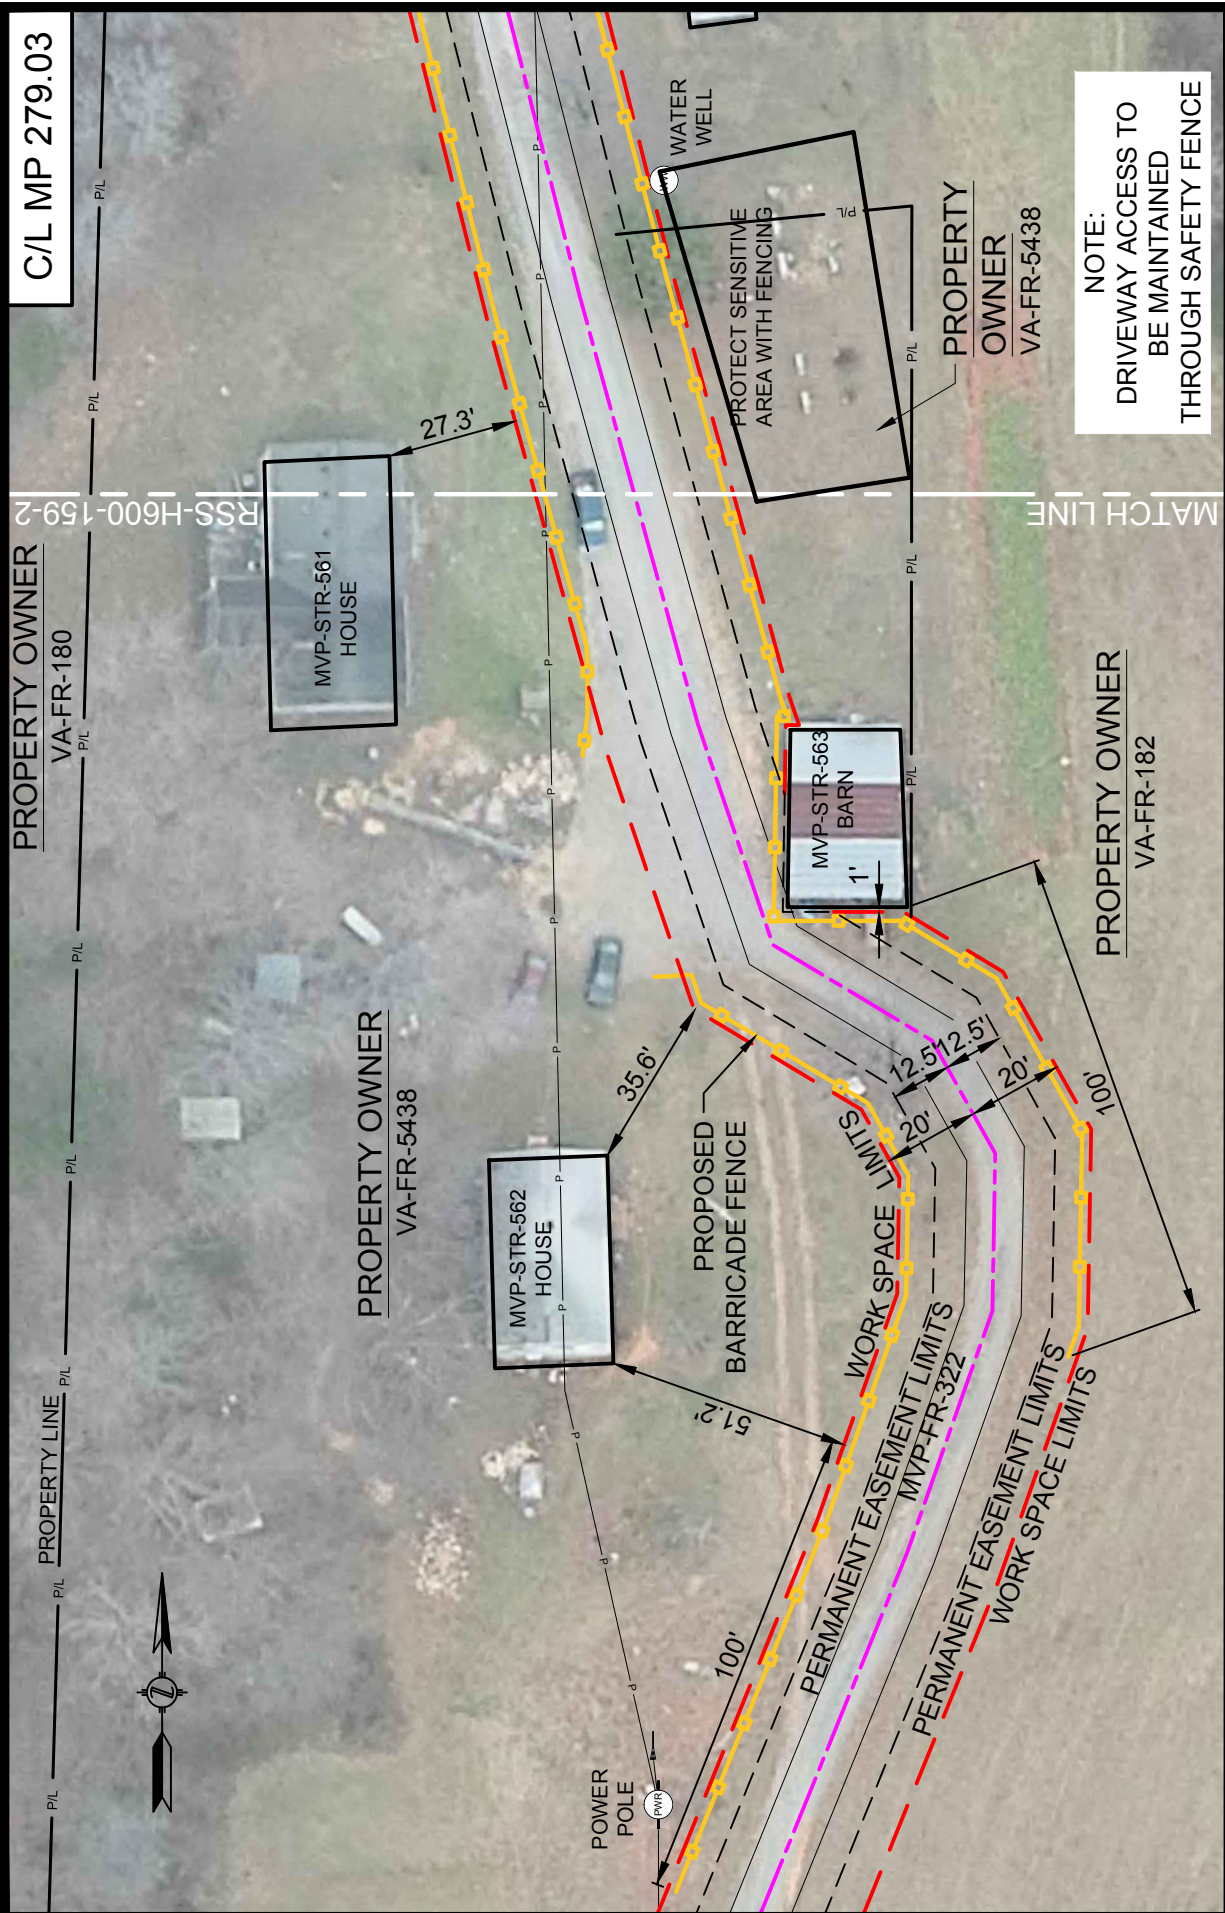 C/L MP 279.03
PROPERTY LINE
P/L
P/L
P/L
P/L
P/L
P/L
P/L
P/L
PROPERTY OWNER
VA-FR-180
RSS-H600-159-2
MATCH LINE
MVP-STR-561
HOUSE
27.3'
WATER
WELL
PROTECT SENSITIVE
AREA WITH FENCING
P/L
P/L
P/L
P/L
PROPERTY
OWNER
VA-FR-5438
NOTE:
DRIVEWAY ACCESS TO
BE MAINTAINED
THROUGH SAFETY FENCE
PROPERTY OWNER
VA-FR-5438
MVP-STR-562
HOUSE
35.6'
51.2'
PROPOSED
BARRICADE FENCE
MVP-STR-563
BARN
1'
PROPERTY OWNER
VA-FR-182
12.5'
12.5'
20'
20'
100'
WORK SPACE LIMITS
PERMANENT EASEMENT LIMITS
MVP-FR-322
PERMANENT EASEMENT LIMITS
WORK SPACE LIMITS
100'
POWER
POLE
PWR
P
P
P
P
P
P
P
P
P
P
P
P
P
P